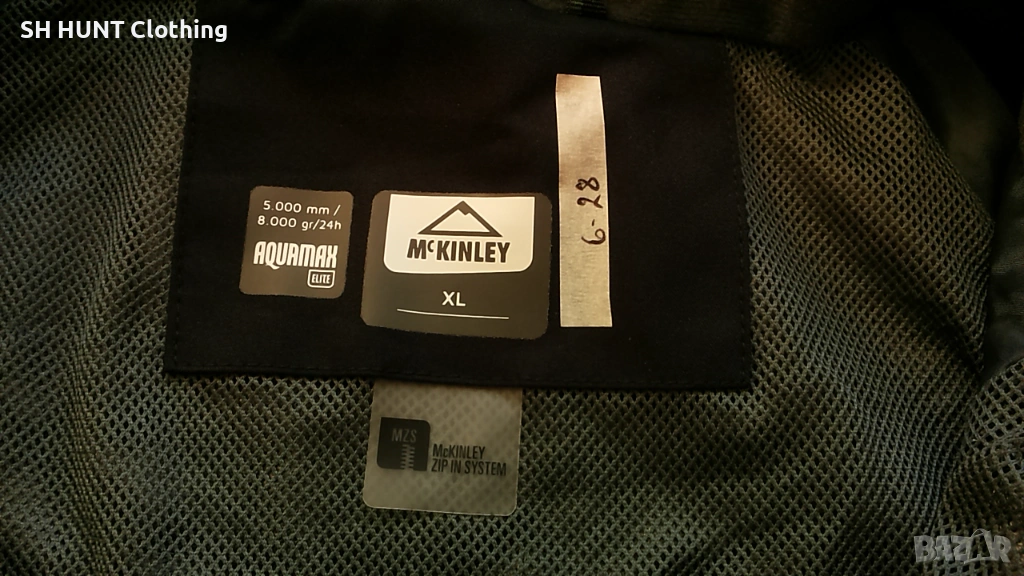 SH HUNT Clothing
5.000 mm /
8.000 gr/24h
AQUAMAX
ELITE
McKINLEY
XL
6-28
MZS
McKINLEY
ZIP IN SYSTEM
BAZAR